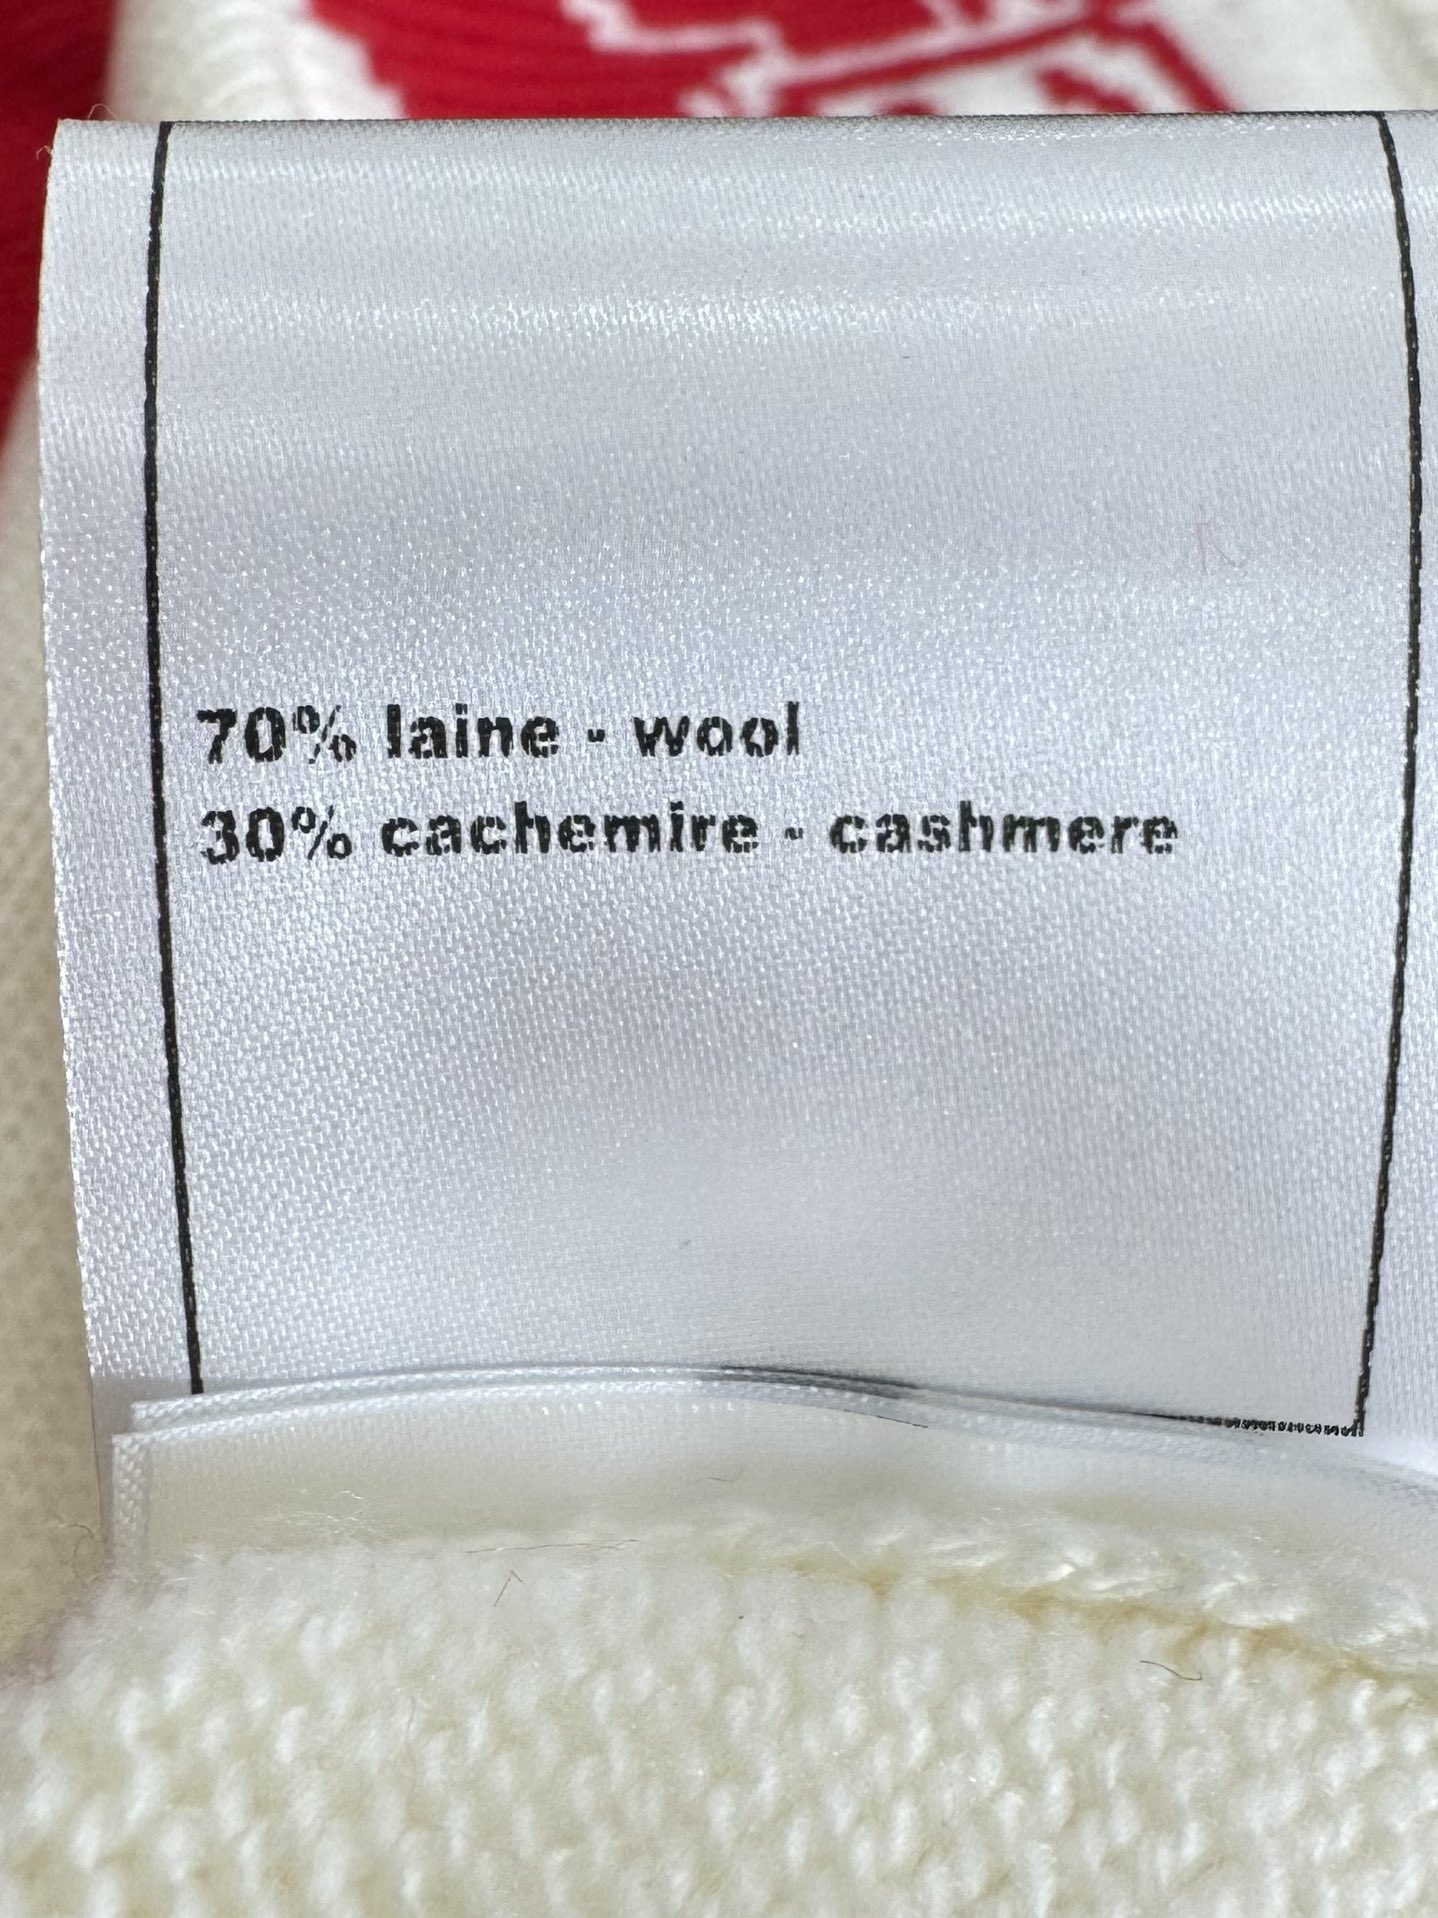 70% laine - wool
30% cachemire - cashmere